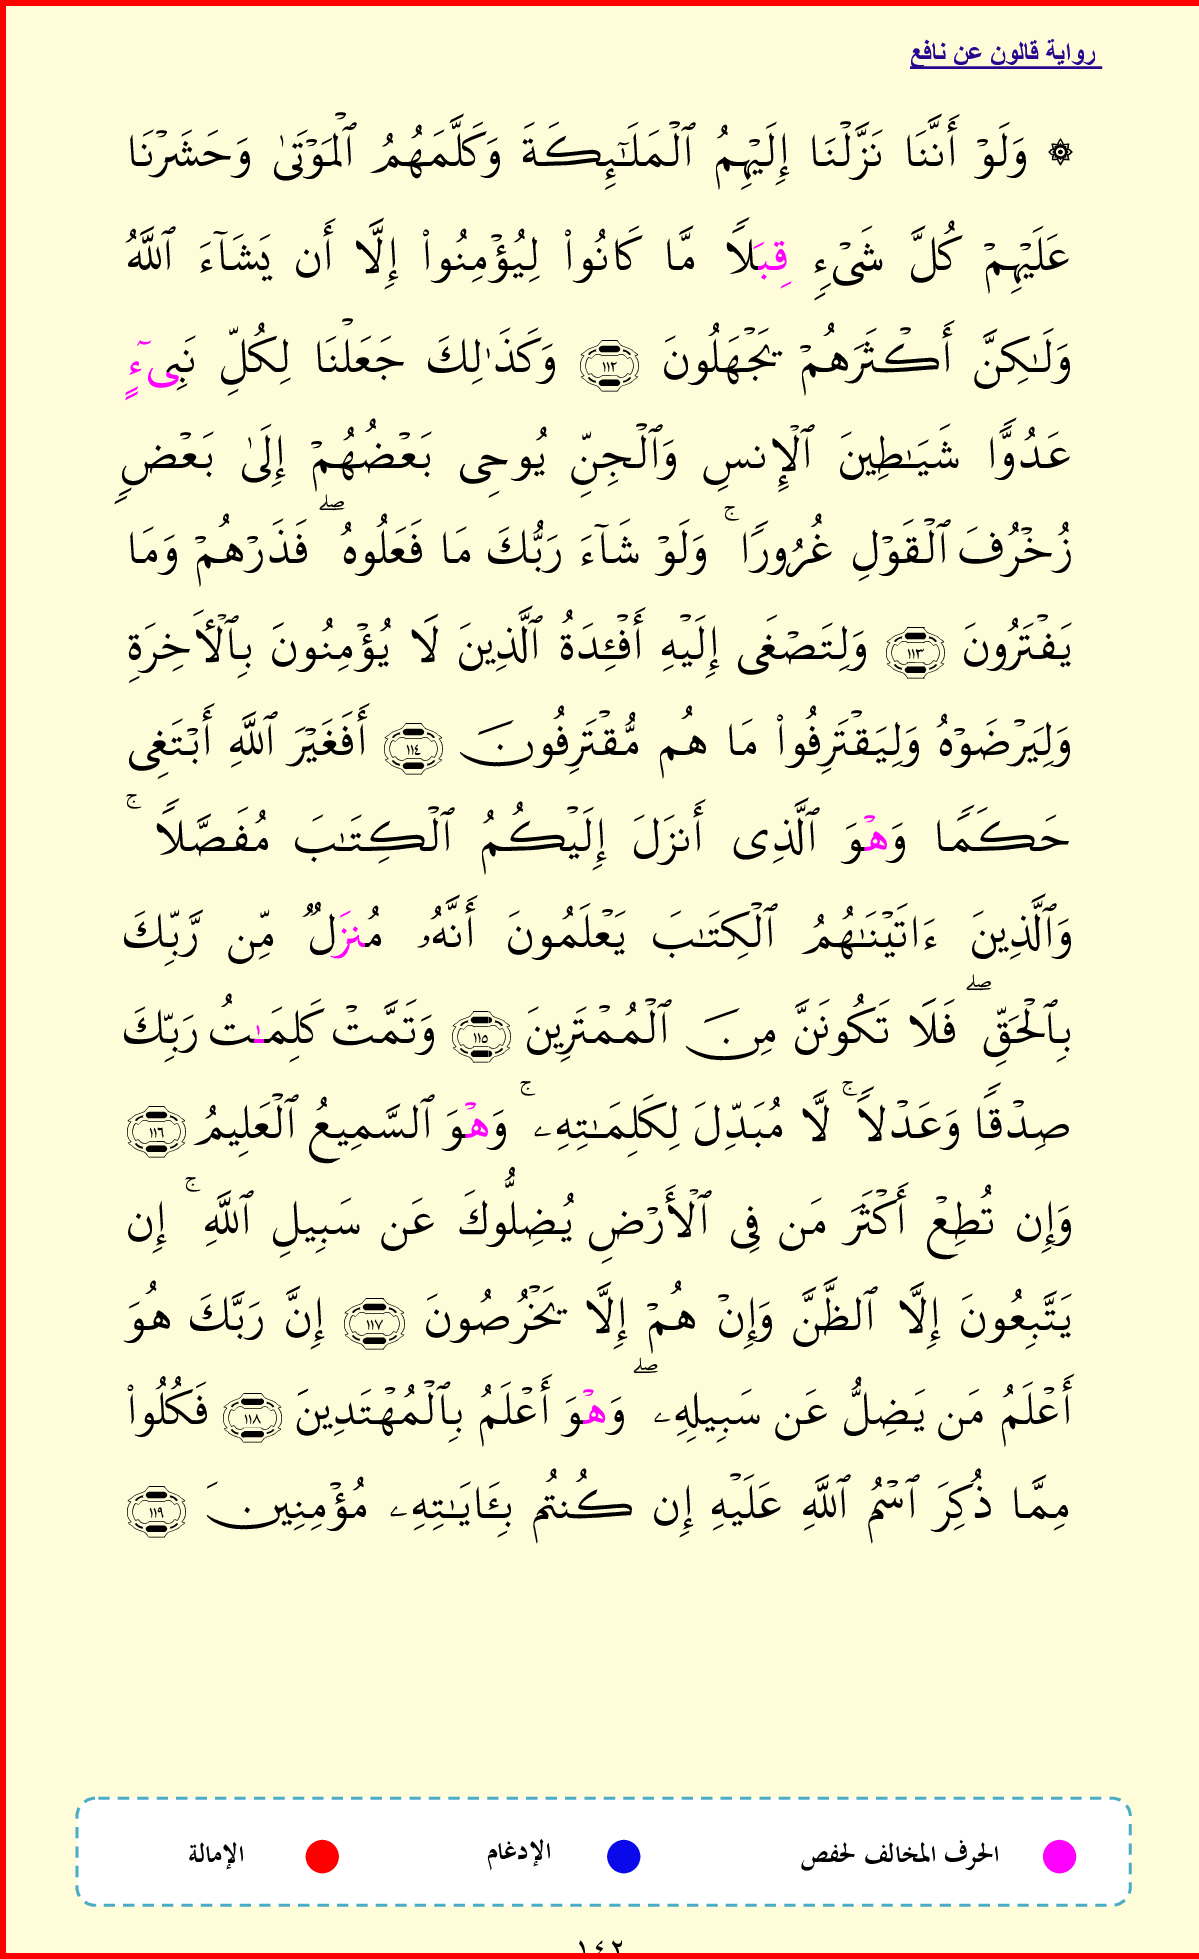 رواية قالون عن نافع
۞ وَلَوۡ أَنَّنَا نَزَّلۡنَا إِلَيۡهِمُ ٱلۡمَلَٰٓئِكَةَ وَكَلَّمَهُمُ ٱلۡمَوۡتَىٰ وَحَشَرۡنَا
عَلَيۡهِمۡ كُلَّ شَيۡءٖ قِبَلًا مَّا كَانُواْ لِيُؤۡمِنُواْ إِلَّا أَن يَشَآءَ ٱللَّهُ
وَلَٰكِنَّ أَكۡثَرَهُمۡ يَجۡهَلُونَ ١١٢ وَكَذَٰلِكَ جَعَلۡنَا لِكُلِّ نَبِيٓءٍ
عَدُوًّا شَيَٰطِينَ ٱلۡإِنسِ وَٱلۡجِنِّ يُوحِي بَعۡضُهُمۡ إِلَىٰ بَعۡضٖ
زُخۡرُفَ ٱلۡقَوۡلِ غُرُورًاۚ وَلَوۡ شَآءَ رَبُّكَ مَا فَعَلُوهُۖ فَذَرۡهُمۡ وَمَا
يَفۡتَرُونَ ١١٣ وَلِتَصۡغَىٰ إِلَيۡهِ أَفۡئِدَةُ ٱلَّذِينَ لَا يُؤۡمِنُونَ بِٱلۡأٓخِرَةِ
وَلِيَرۡضَوۡهُ وَلِيَقۡتَرِفُواْ مَا هُم مُّقۡتَرِفُونَ ١١٤ أَفَغَيۡرَ ٱللَّهِ أَبۡتَغِي
حَكَمًا وَهۡوَ ٱلَّذِي أَنزَلَ إِلَيۡكُمُ ٱلۡكِتَٰبَ مُفَصَّلًاۚ
وَٱلَّذِينَ ءَاتَيۡنَٰهُمُ ٱلۡكِتَٰبَ يَعۡلَمُونَ أَنَّهُۥ مُنزَلٞ مِّن رَّبِّكَ
بِٱلۡحَقِّۖ فَلَا تَكُونَنَّ مِنَ ٱلۡمُمۡتَرِينَ ١١٥ وَتَمَّتۡ كَلِمَٰتُ رَبِّكَ
صِدۡقًا وَعَدۡلًاۚ لَّا مُبَدِّلَ لِكَلِمَٰتِهِۦۚ وَهۡوَ ٱلسَّمِيعُ ٱلۡعَلِيمُ ١١٦
وَإِن تُطِعۡ أَكۡثَرَ مَن فِي ٱلۡأَرۡضِ يُضِلُّوكَ عَن سَبِيلِ ٱللَّهِۚ إِن
يَتَّبِعُونَ إِلَّا ٱلظَّنَّ وَإِنۡ هُمۡ إِلَّا يَخۡرُصُونَ ١١٧ إِنَّ رَبَّكَ هُوَ
أَعۡلَمُ مَن يَضِلُّ عَن سَبِيلِهِۦۖ وَهۡوَ أَعۡلَمُ بِٱلۡمُهۡتَدِينَ ١١٨ فَكُلُواْ
مِمَّا ذُكِرَ ٱسۡمُ ٱللَّهِ عَلَيۡهِ إِن كُنتُم بِـَٔايَٰتِهِۦ مُؤۡمِنِينَ ١١٩
الحرف المخالف لحفص الإدغام الإمالة
١٤٢